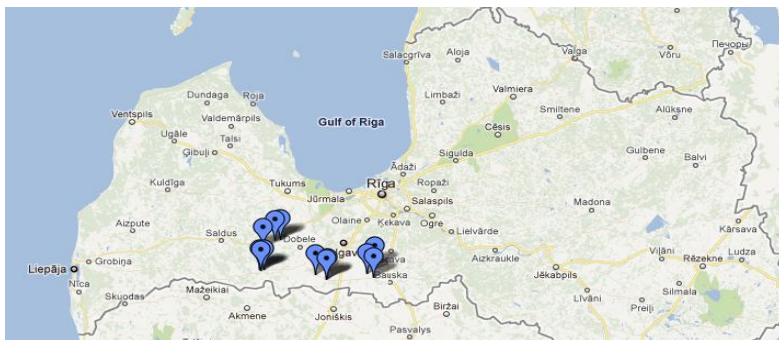 Salacgrīva
Aloja
Valga
Võru
Печоры
Dundaga
Roja
Limbaži
Valmiera
Ventspils
Valdemārpils
Smiltene
Alūksne
Gulf of Riga
Ugāle
Talsi
Cēsis
Ģibuļi
Sigulda
Gulbene
Balvi
Ādaži
Kuldīga
Tukums
Rīga
Ropaži
Madona
Jūrmala
Salaspils
Aizpute
Saldus
Olaine
Ķekava
Ogre
Kārsava
Dobele
Lielvārde
Liepāja
Grobiņa
Aizkraukle
Viļāni
Ludza
Rēzekne
Nīca
Bauska
Jēkabpils
Skuodas
Mažeikiai
Līvāni
Silmala
Preiļi
Akmenė
Joniškis
Biržai
Pasvalys